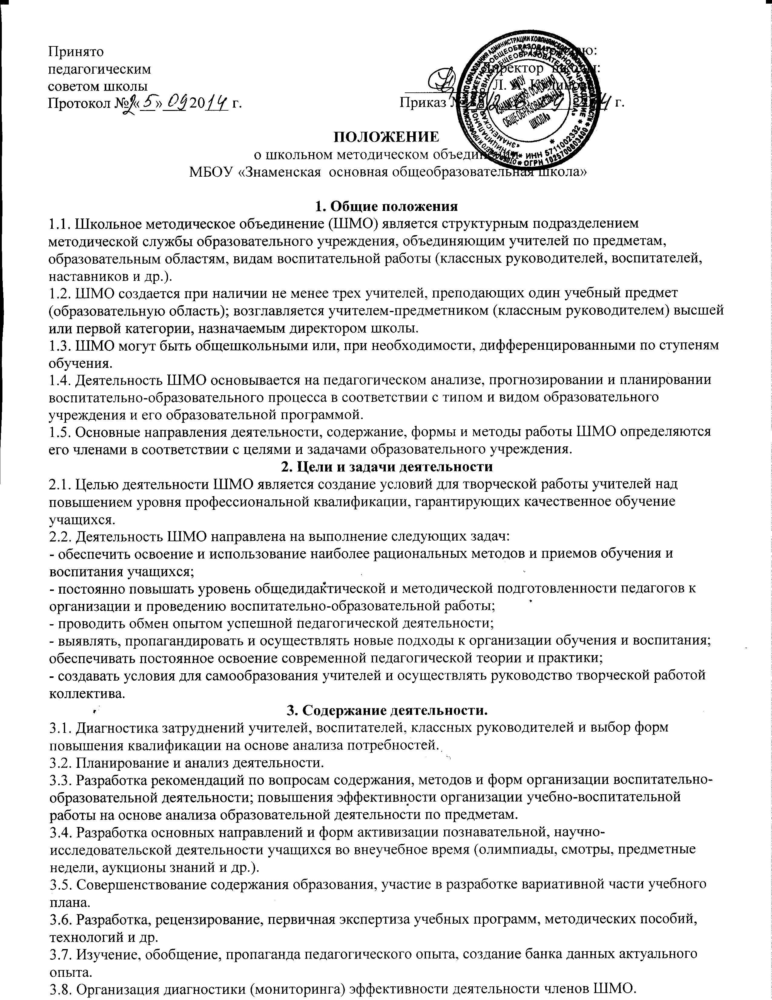 Принято
педагогическим
советом школы
Протокол № 2 « 5 » 09 2014 г.
Директор школы:
Л.
Приказ
г.
МБОУ
«ЗНАМЕНСКАЯ ОСНОВНАЯ
ОБЩЕОБРАЗОВАТЕЛЬНАЯ
ШКОЛА»
ИНН 5711002332
ОГРН 1025700603400
ПОЛОЖЕНИЕ
о школьном методическом объединении
МБОУ «Знаменская основная общеобразовательная школа»
1. Общие положения
1.1. Школьное методическое объединение (ШМО) является структурным подразделением
методической службы образовательного учреждения, объединяющим учителей по предметам,
образовательным областям, видам воспитательной работы (классных руководителей, воспитателей,
наставников и др.).
1.2. ШМО создается при наличии не менее трех учителей, преподающих один учебный предмет
(образовательную область); возглавляется учителем-предметником (классным руководителем) высшей
или первой категории, назначаемым директором школы.
1.3. ШМО могут быть общешкольными или, при необходимости, дифференцированными по ступеням
обучения.
1.4. Деятельность ШМО основывается на педагогическом анализе, прогнозировании и планировании
воспитательно-образовательного процесса в соответствии с типом и видом образовательного
учреждения и его образовательной программой.
1.5. Основные направления деятельности, содержание, формы и методы работы ШМО определяются
его членами в соответствии с целями и задачами образовательного учреждения.
2. Цели и задачи деятельности
2.1. Целью деятельности ШМО является создание условий для творческой работы учителей над
повышением уровня профессиональной квалификации, гарантирующих качественное обучение
учащихся.
2.2. Деятельность ШМО направлена на выполнение следующих задач:
- обеспечить освоение и использование наиболее рациональных методов и приемов обучения и
воспитания учащихся;
- постоянно повышать уровень общедидактической и методической подготовленности педагогов к
организации и проведению воспитательно-образовательной работы;
- проводить обмен опытом успешной педагогической деятельности;
- выявлять, пропагандировать и осуществлять новые подходы к организации обучения и воспитания;
обеспечивать постоянное освоение современной педагогической теории и практики;
- создавать условия для самообразования учителей и осуществлять руководство творческой работой
коллектива.
3. Содержание деятельности.
3.1. Диагностика затруднений учителей, воспитателей, классных руководителей и выбор форм
повышения квалификации на основе анализа потребностей.
3.2. Планирование и анализ деятельности.
3.3. Разработка рекомендаций по вопросам содержания, методов и форм организации воспитательно-
образовательной деятельности; повышения эффективности организации учебно-воспитательной
работы на основе анализа образовательной деятельности по предметам.
3.4. Разработка основных направлений и форм активизации познавательной, научно-
исследовательской деятельности учащихся во внеучебное время (олимпиады, смотры, предметные
недели, аукционы знаний и др.).
3.5. Совершенствование содержания образования, участие в разработке вариативной части учебного
плана.
3.6. Разработка, рецензирование, первичная экспертиза учебных программ, методических пособий,
технологий и др.
3.7. Изучение, обобщение, пропаганда педагогического опыта, создание банка данных актуального
опыта.
3.8. Организация диагностики (мониторинга) эффективности деятельности членов ШМО.